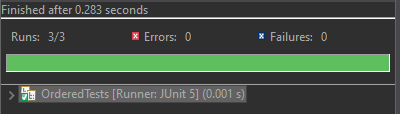 Finished after 0.283 seconds
Runs: 3/3 Errors: 0 Failures: 0
OrderedTests [Runner: JUnit 5] (0.001 s)